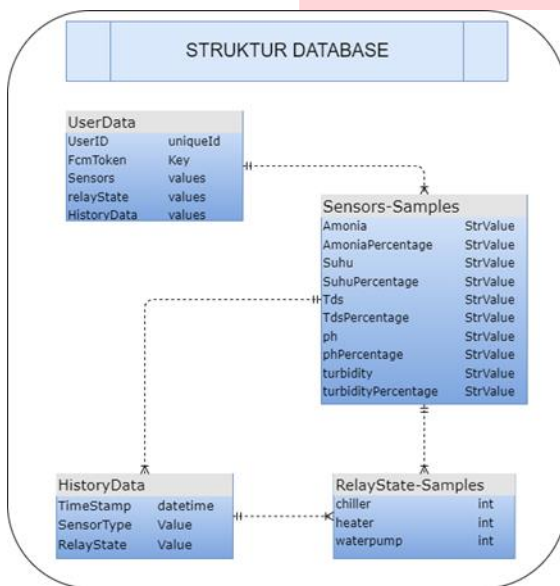 STRUKTUR DATABASE
UserData
UserID uniqueId
FcmToken Key
Sensors values
relayState values
HistoryData values
Sensors-Samples
Amonia StrValue
AmoniaPercentage StrValue
Suhu StrValue
SuhuPercentage StrValue
Tds StrValue
TdsPercentage StrValue
ph StrValue
phPercentage StrValue
turbidity StrValue
turbidityPercentage StrValue
HistoryData
TimeStamp datetime
SensorType Value
RelayState Value
RelayState-Samples
chiller int
heater int
waterpump int